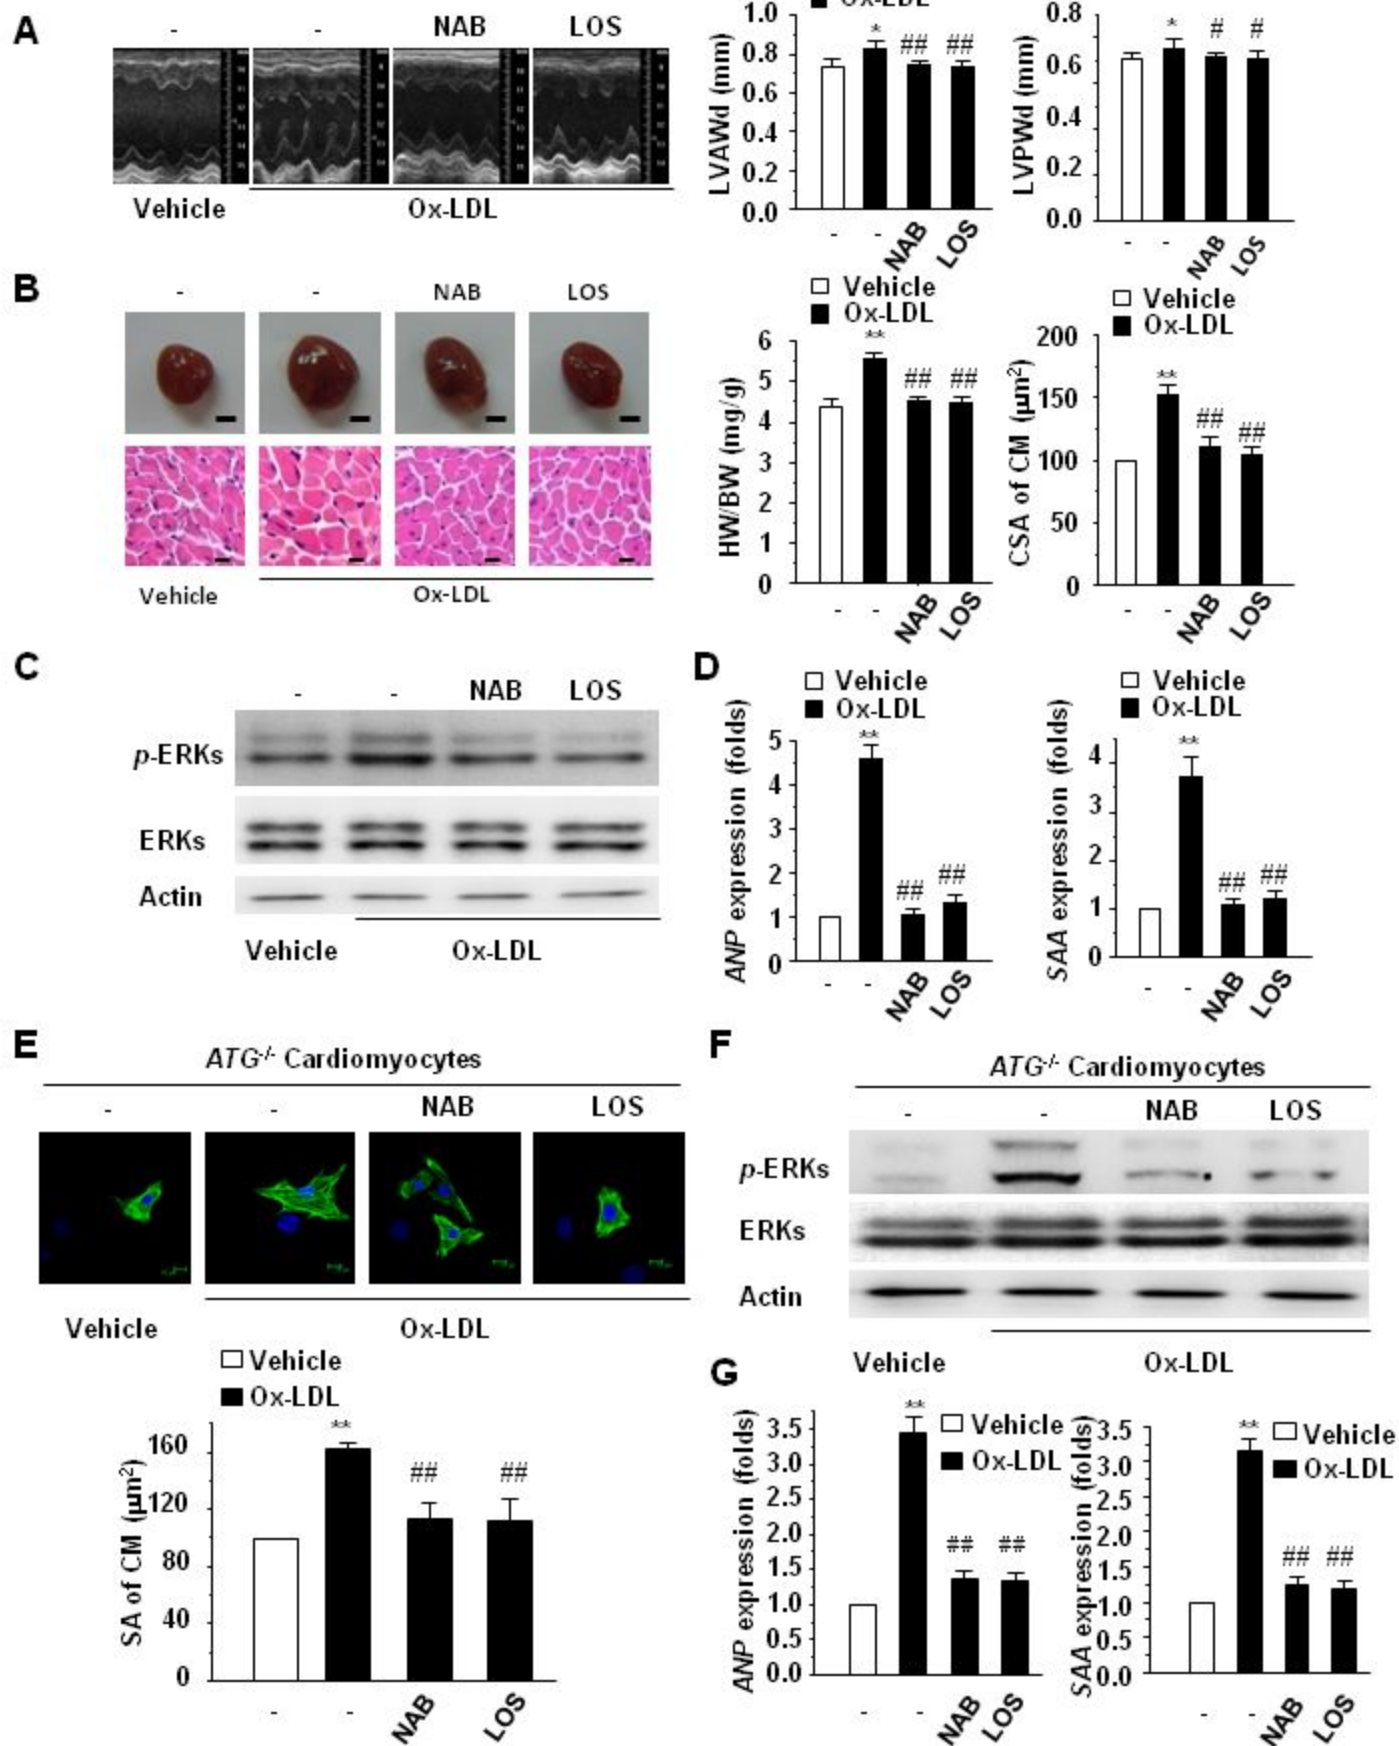 A
- - NAB LOS
Vehicle Ox-LDL
Ox-LDL
LVAWd (mm)
1.0
0.8
0.6
0.4
0.2
0.0
* ## ##
- - NAB LOS
LVPWd (mm)
0.8
0.6
0.4
0.2
0.0
* # #
- - NAB LOS
B
- - NAB LOS
Vehicle Ox-LDL
Vehicle
Ox-LDL
HW/BW (mg/g)
6
5
4
3
2
1
0
** ## ##
- - NAB LOS
Vehicle
Ox-LDL
CSA of CM (µm²)
200
150
100
50
0
** ## ##
- - NAB LOS
C
- - NAB LOS
p-ERKs
ERKs
Actin
Vehicle Ox-LDL
D
Vehicle
Ox-LDL
ANP expression (folds)
5
4
3
2
1
0
** ## ##
- - NAB LOS
Vehicle
Ox-LDL
SAA expression (folds)
4
3
2
1
0
** ## ##
- - NAB LOS
E
ATG-/- Cardiomyocytes
- - NAB LOS
Vehicle Ox-LDL
Vehicle
Ox-LDL
SA of CM (µm²)
160
120
80
40
0
** ## ##
- - NAB LOS
F
ATG-/- Cardiomyocytes
- - NAB LOS
p-ERKs
ERKs
Actin
Vehicle Ox-LDL
G
Vehicle
Ox-LDL
ANP expression (folds)
3.5
3.0
2.5
2.0
1.5
1.0
0.5
0.0
** ## ##
- - NAB LOS
Vehicle
Ox-LDL
SAA expression (folds)
3.5
3.0
2.5
2.0
1.5
1.0
0.5
0.0
** ## ##
- - NAB LOS